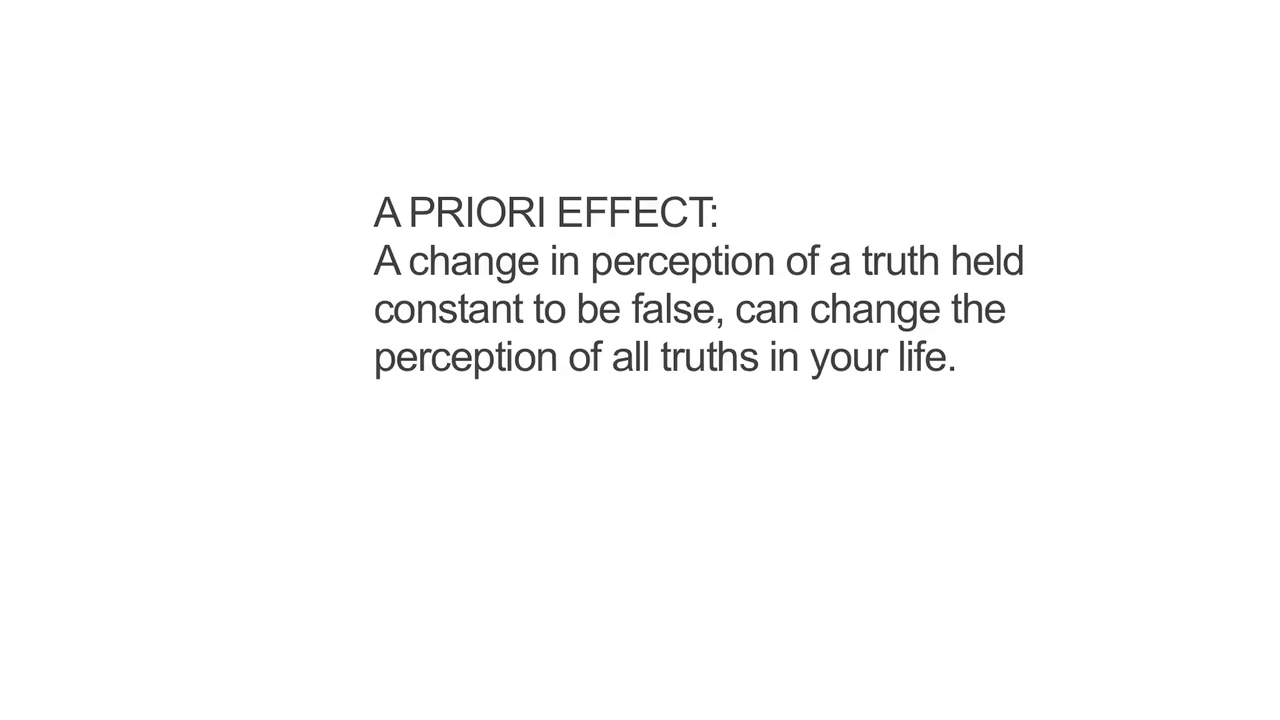 A PRIORI EFFECT:
A change in perception of a truth held
constant to be false, can change the
perception of all truths in your life.